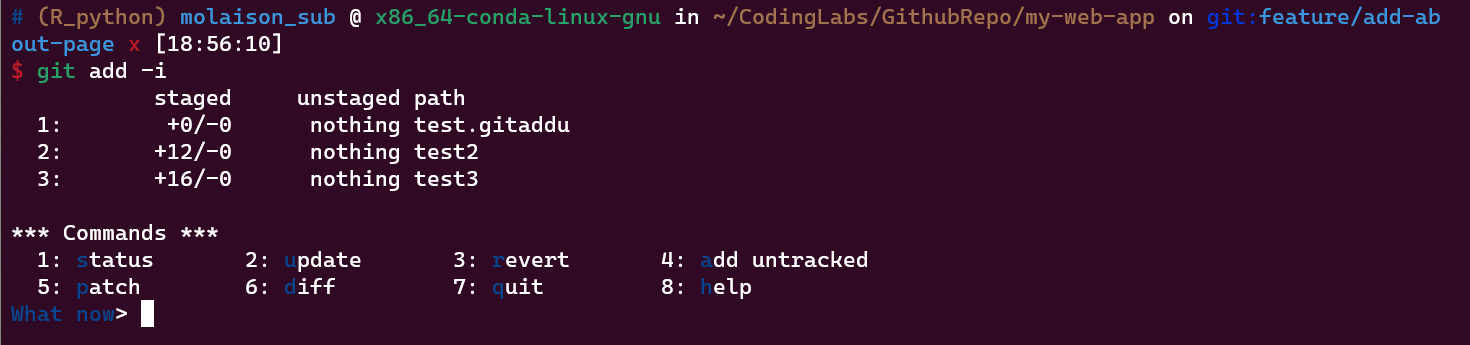 # (R_python) molaison_sub @ x86_64-conda-linux-gnu in ~/CodingLabs/GithubRepo/my-web-app on git:feature/add-ab
out-page x [18:56:10]
$ git add -i
           staged     unstaged path
  1:        +0/-0      nothing test.gitaddu
  2:       +12/-0      nothing test2
  3:       +16/-0      nothing test3

*** Commands ***
  1: status       2: update       3: revert       4: add untracked
  5: patch        6: diff         7: quit         8: help
What now>